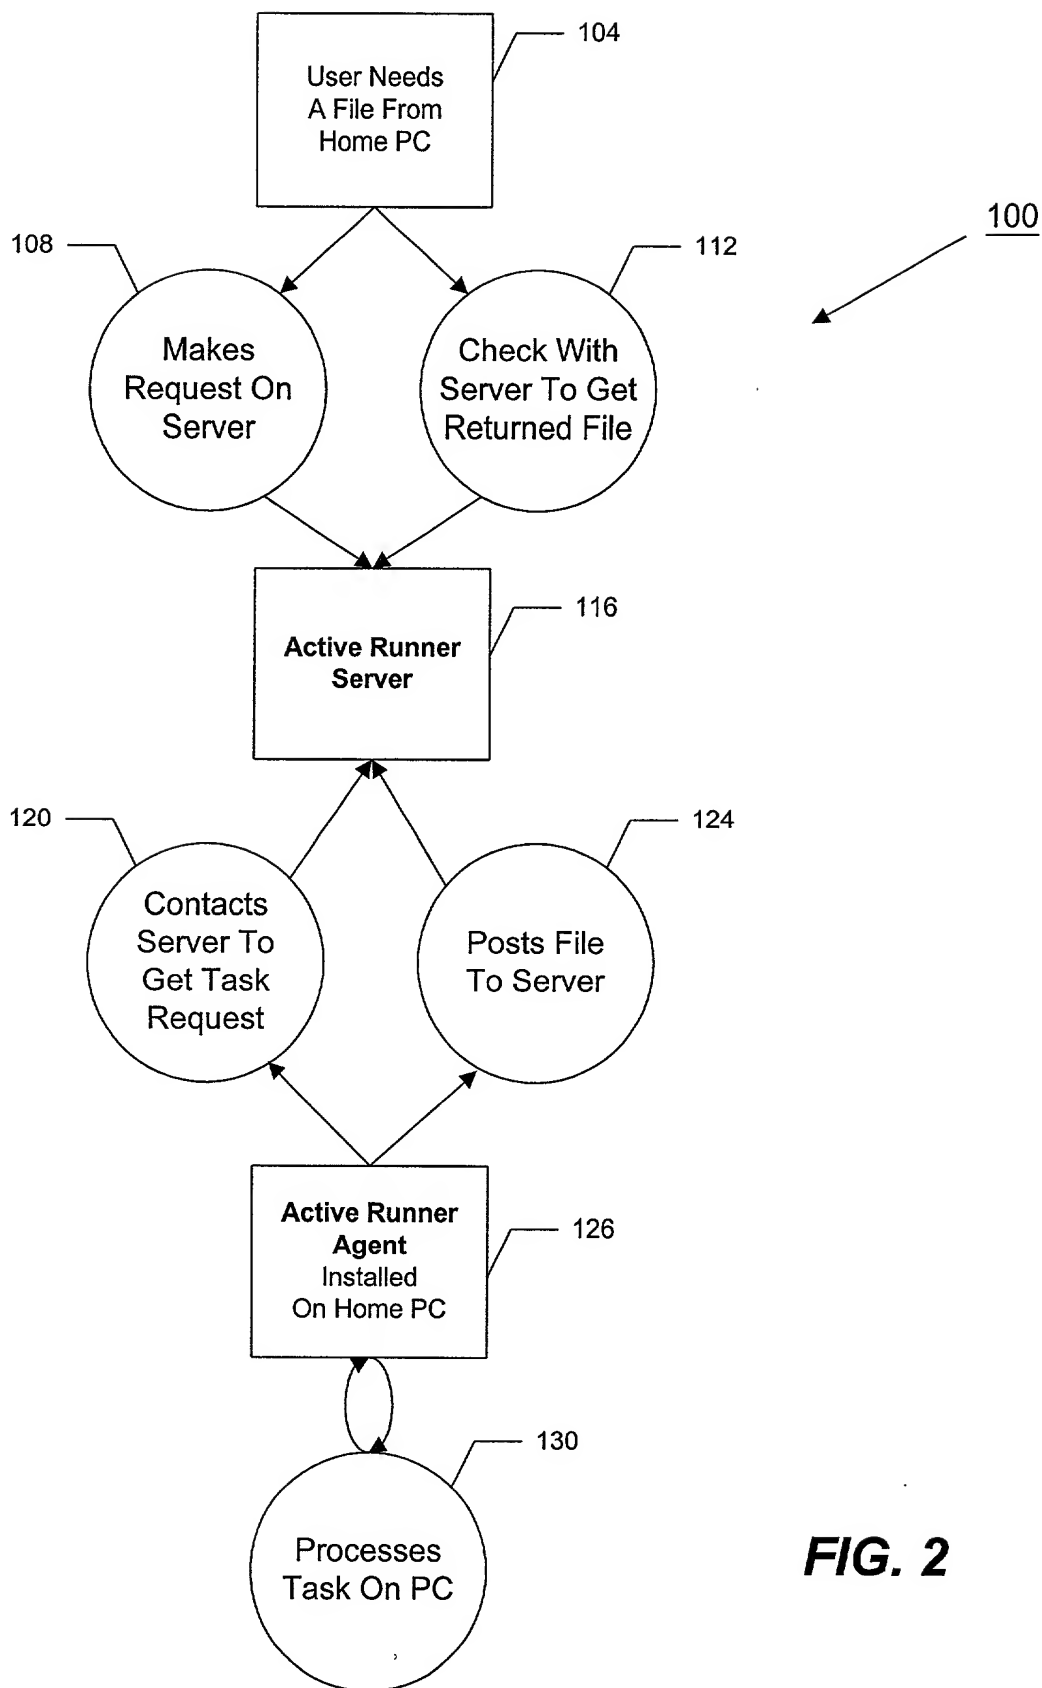 104
User Needs
A File From
Home PC
100
108
112
Makes
Request On
Server
Check With
Server To Get
Returned File
116
Active Runner
Server
120
124
Contacts
Server To
Get Task
Request
Posts File
To Server
Active Runner
Agent
Installed
On Home PC
126
130
Processes
Task On PC
FIG. 2